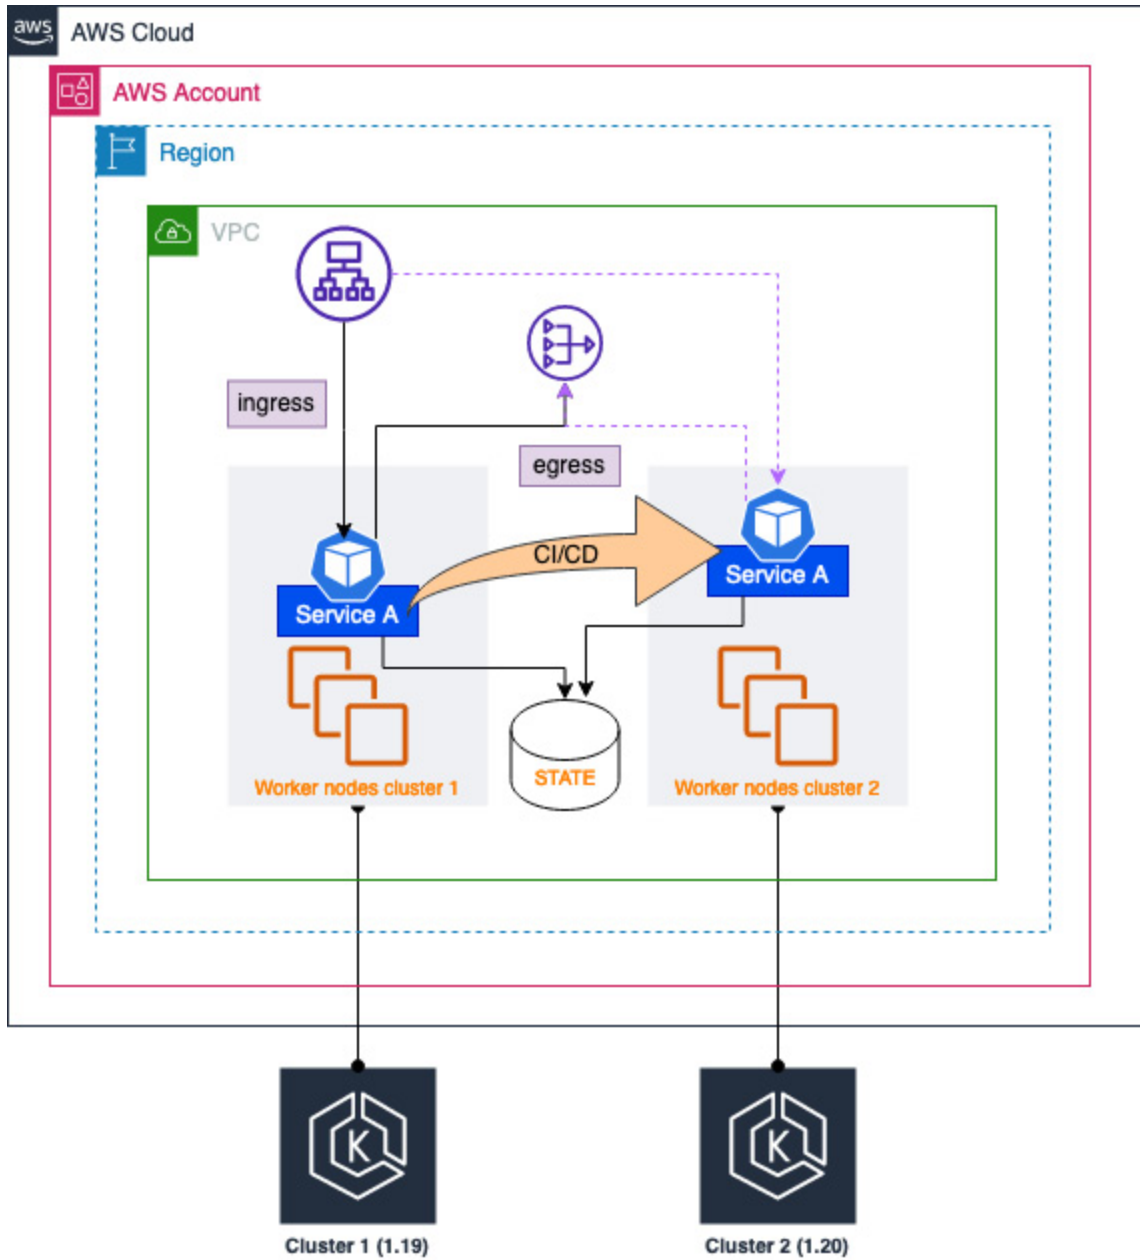 aws
AWS Cloud
AWS Account
Region
VPC
ingress
egress
CI/CD
Service A
Service A
STATE
Worker nodes cluster 1
Worker nodes cluster 2
K
K
Cluster 1 (1.19)
Cluster 2 (1.20)